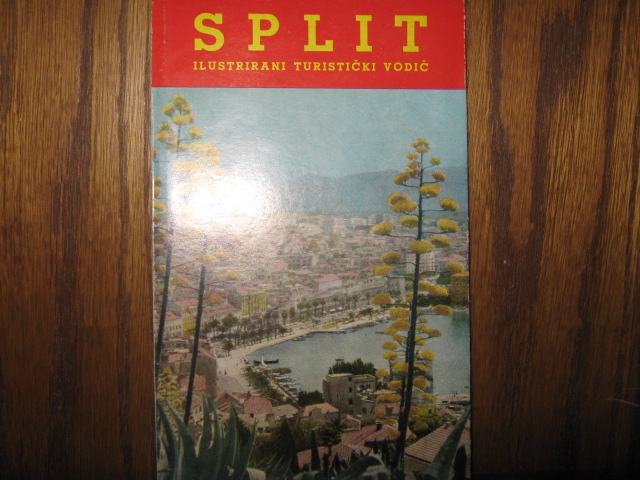 SPLIT
ILUSTRIRANI TURISTIČKI VODIČ